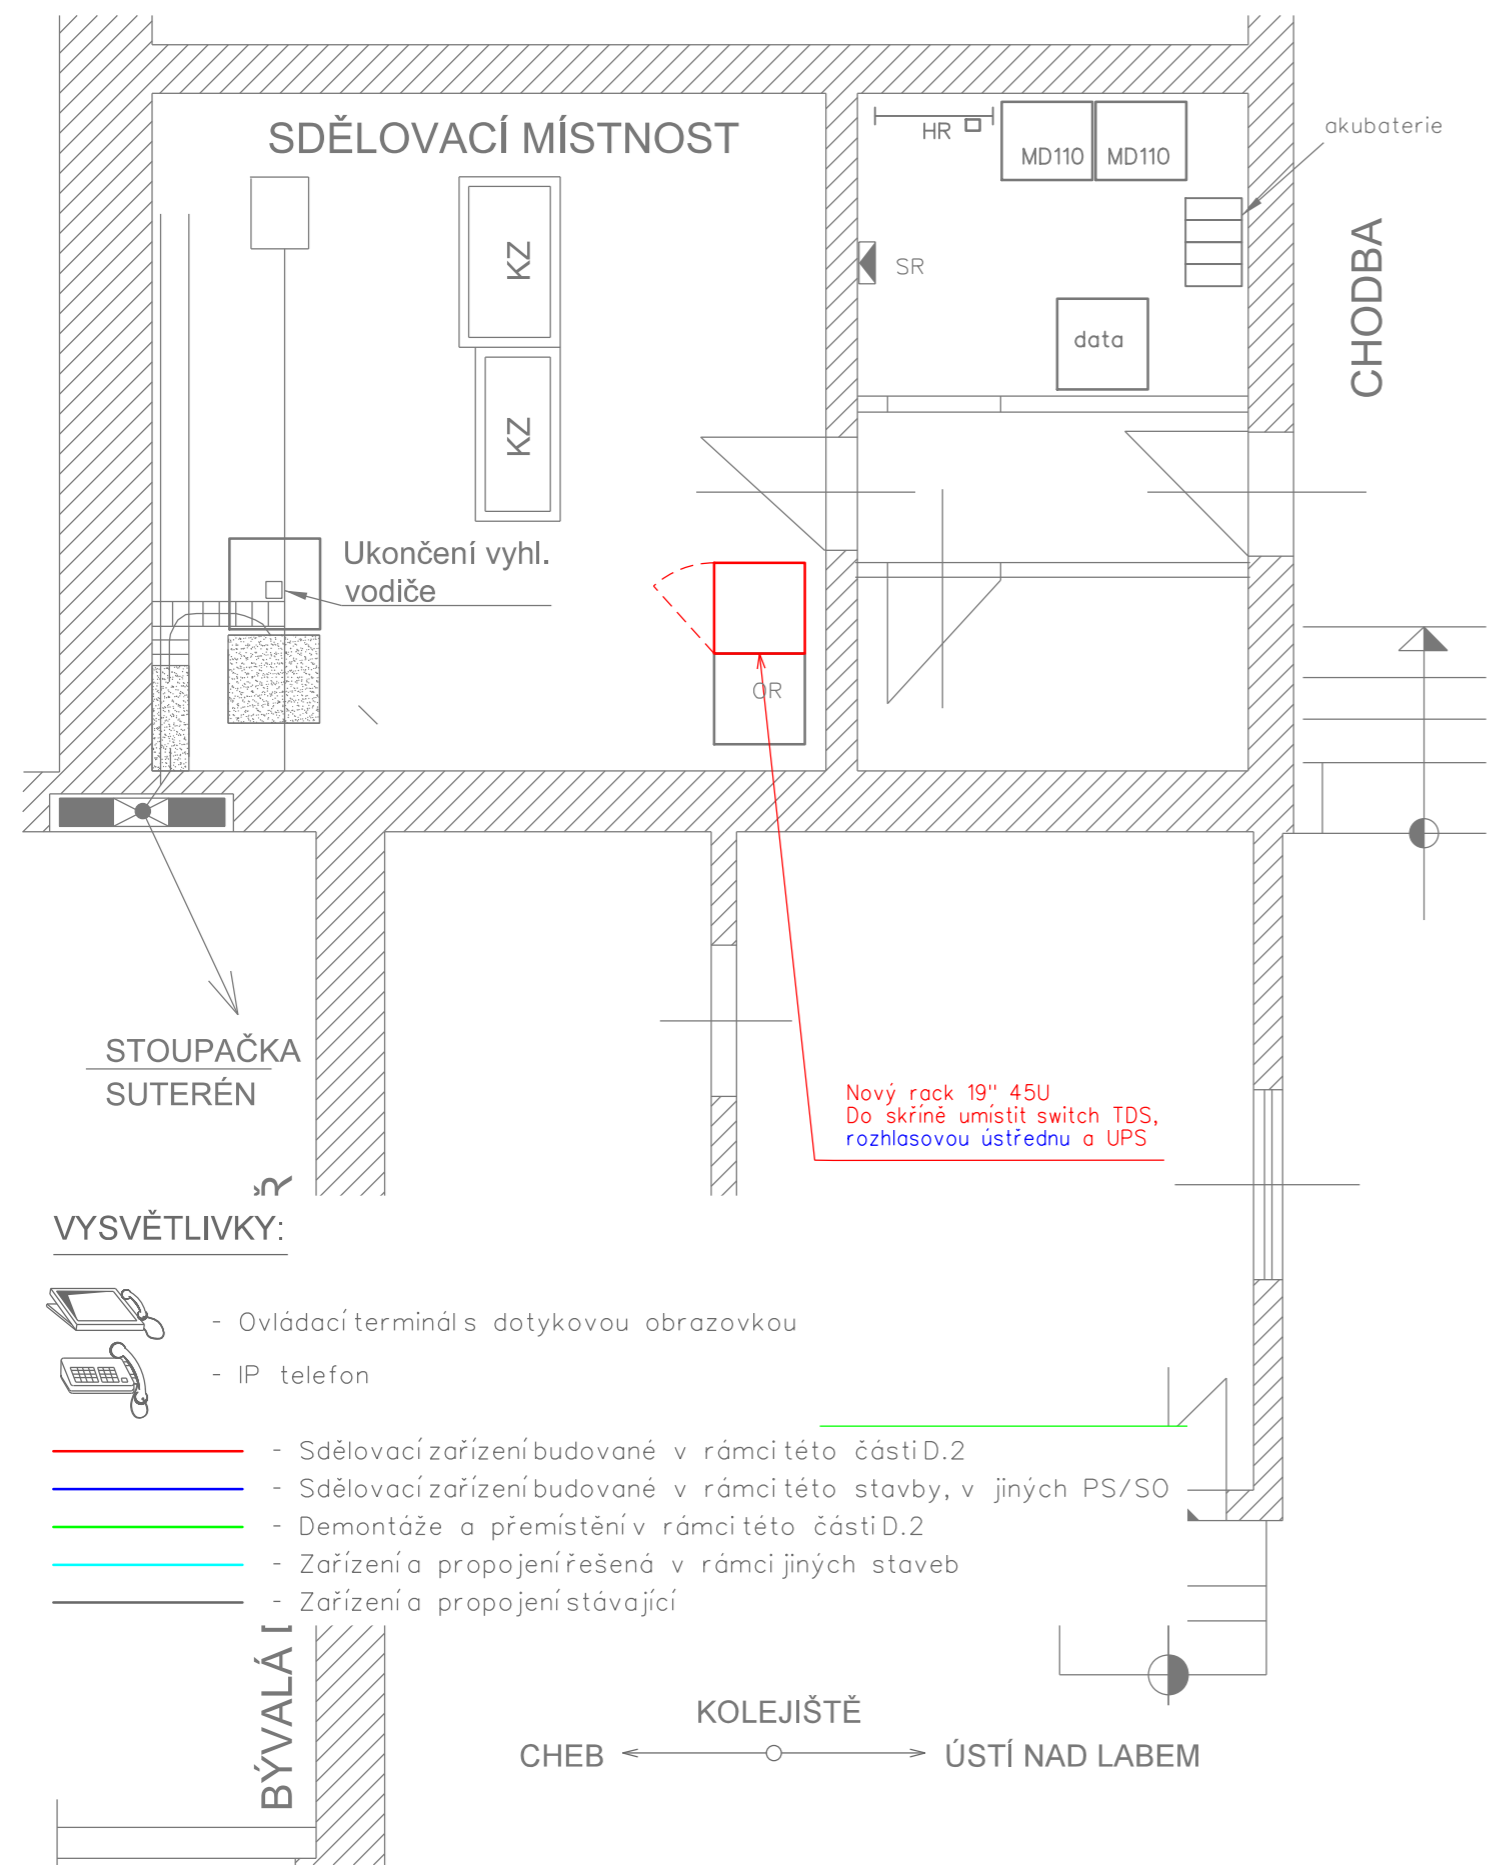 SDĚLOVACÍ MÍSTNOST
HR
MD110
MD110
akubaterie
KZ
SR
CHODBA
data
KZ
Ukončení vyhl.
vodiče
OR
STOUPAČKA
SUTERÉN
Nový rack 19" 45U
Do skříně umístit switch TDS,
rozhlasovou ústřednu a UPS
VYSVĚTLIVKY:
- Ovládací terminál s dotykovou obrazovkou
- IP telefon
- Sdělovací zařízení budované v rámci této části D.2
- Sdělovací zařízení budované v rámci této stavby, v jiných PS/SO
- Demontáže a přemístění v rámci této části D.2
- Zařízení a propojení řešená v rámci jiných staveb
- Zařízení a propojení stávající
BÝVALÁ
KOLEJIŠTĚ
CHEB
ÚSTÍ NAD LABEM